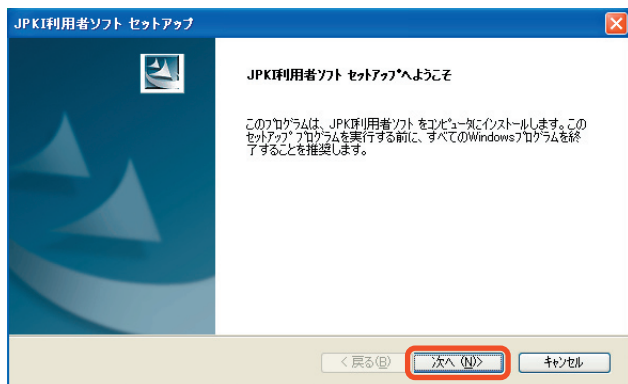 JPKI利用者ソフト セットアップ
JPKI利用者ソフト セットアップへようこそ
このプログラムは、JPKI利用者ソフト をコンピュータにインストールします。この
セットアップ プログラムを実行する前に、すべてのWindowsプログラムを終
了することを推奨します。
< 戻る(B)
次へ (N)>
キャンセル